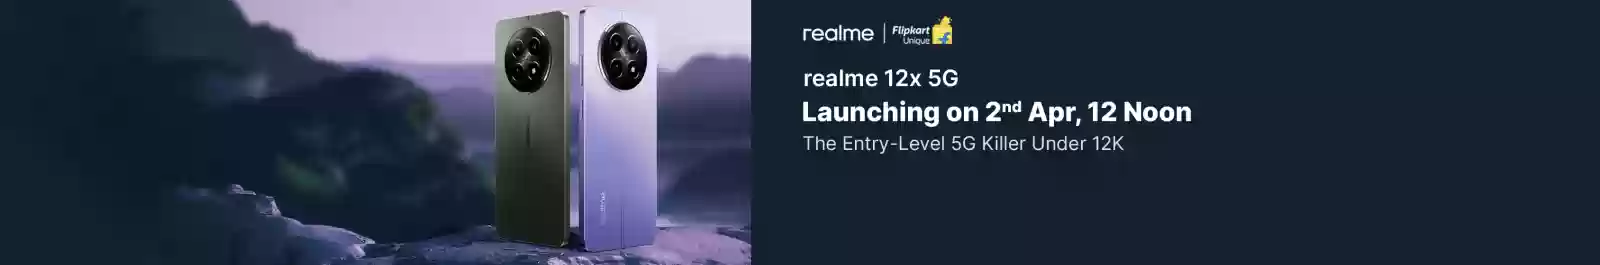 realme | Flipkart
Unique
realme 12x 5G
Launching on 2nd Apr, 12 Noon
The Entry-Level 5G Killer Under 12K